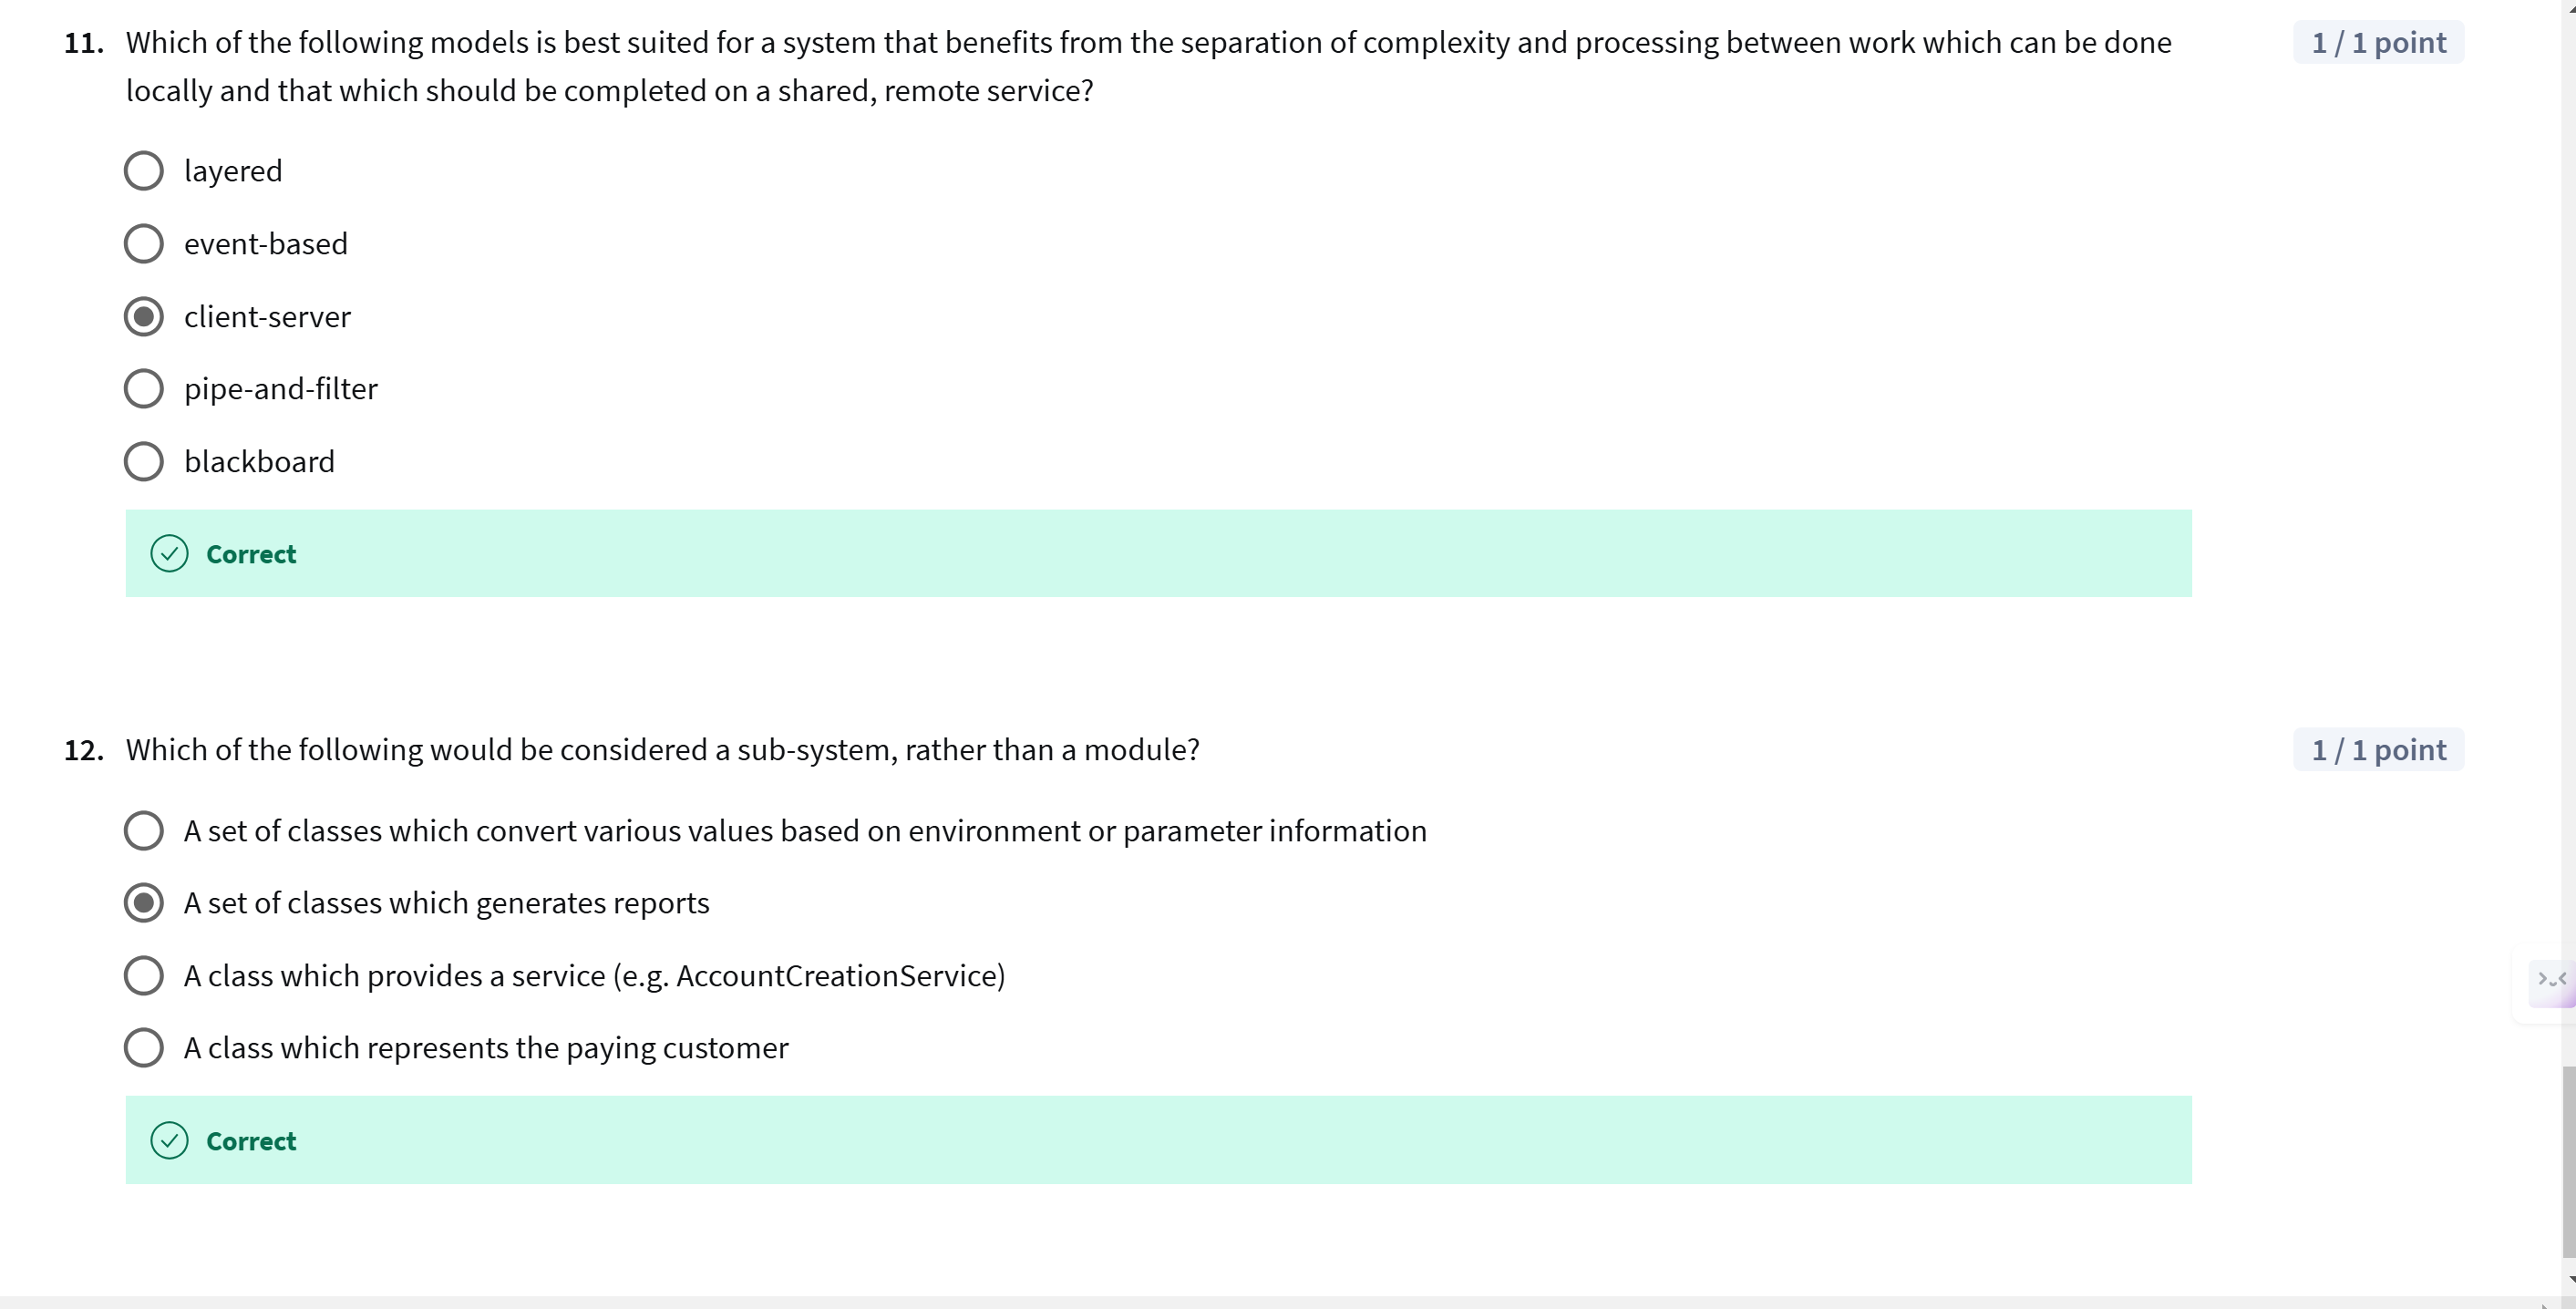 11. Which of the following models is best suited for a system that benefits from the separation of complexity and processing between work which can be done
locally and that which should be completed on a shared, remote service?
1 / 1 point
layered
event-based
client-server
pipe-and-filter
blackboard
Correct
12. Which of the following would be considered a sub-system, rather than a module?
1 / 1 point
A set of classes which convert various values based on environment or parameter information
A set of classes which generates reports
A class which provides a service (e.g. AccountCreationService)
A class which represents the paying customer
Correct